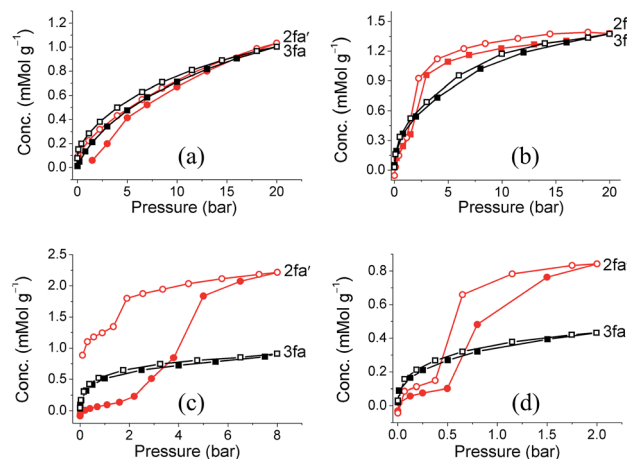 1.2
1.0
0.8
0.6
0.4
0.2
0.0
Conc. (mMol g⁻¹)
2fa′
3fa
(a)
0 5 10 15 20
Pressure (bar)
1.5
1.2
0.9
0.6
0.3
0.0
Conc. (mMol g⁻¹)
2f
3f
(b)
0 5 10 15 20
Pressure (bar)
2.5
2.0
1.5
1.0
0.5
0.0
Conc. (mMol g⁻¹)
2fa′
3fa
(c)
0 2 4 6 8
Pressure (bar)
0.8
0.6
0.4
0.2
0.0
Conc. (mMol g⁻¹)
2fa
3fa
(d)
0.0 0.5 1.0 1.5 2.0
Pressure (bar)